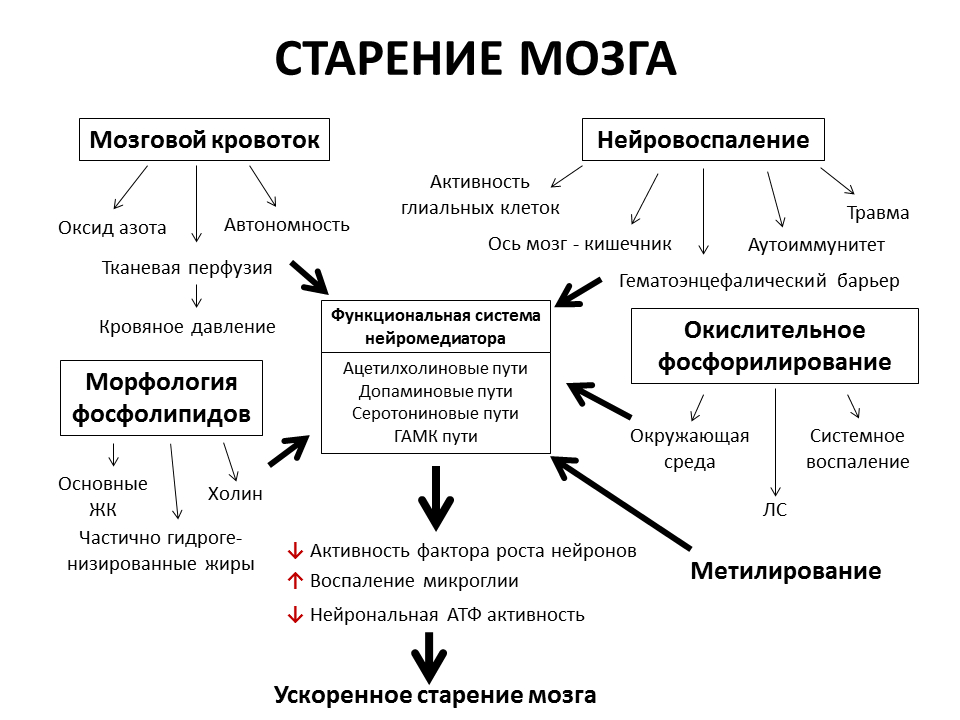 СТАРЕНИЕ МОЗГА
Мозговой кровоток
Оксид азота
Автономность
Тканевая перфузия
Кровяное давление
Нейровоспаление
Активность
глиальных клеток
Ось мозг - кишечник
Гематоэнцефалический барьер
Аутоиммунитет
Травма
Функциональная система
нейромедиатора
Ацетилхолиновые пути
Допаминовые пути
Серотониновые пути
ГАМК пути
Морфология
фосфолипидов
Основные
ЖК
Частично гидроге-
низированные жиры
Холин
Окислительное
фосфорилирование
Окружающая
среда
ЛС
Системное
воспаление
Метилирование
↓ Активность фактора роста нейронов
↑ Воспаление микроглии
↓ Нейрональная АТФ активность
Ускоренное старение мозга